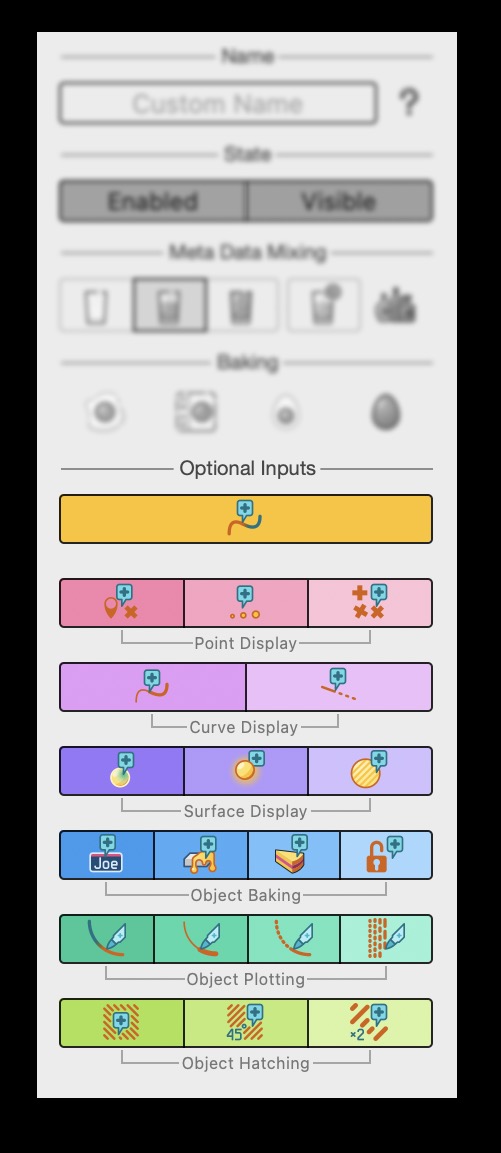 Name
Custom Name
?
State
Enabled Visible
Meta Data Mixing
Baking
Optional Inputs
Point Display
Curve Display
Surface Display
Joe
Object Baking
Object Plotting
45°
×2
Object Hatching